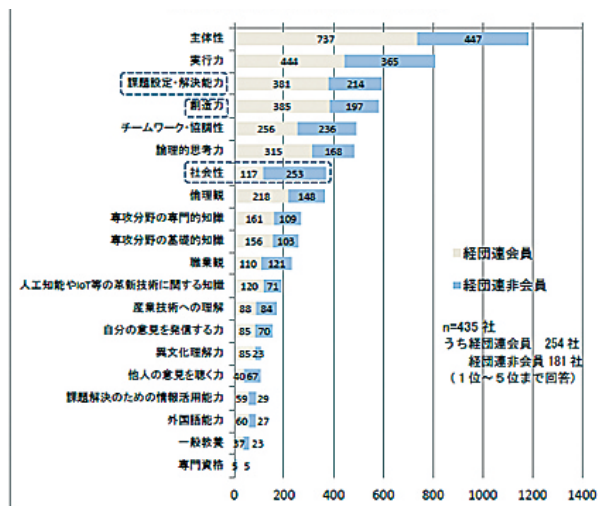 主体性 737 447
実行力 444 365
課題設定・解決能力 381 214
創造力 385 197
チームワーク・協調性 256 236
論理的思考力 315 168
社会性 117 253
倫理観 218 148
専攻分野の専門的知識 161 109
専攻分野の基礎的知識 156 103
職業観 110 121
人工知能やIoT等の革新技術に関する知識 120 71
産業技術への理解 88 84
自分の意見を発信する力 85 70
異文化理解力 85 23
他人の意見を聴く力 40 67
課題解決のための情報活用能力 59 29
外国語能力 60 27
一般教養 37 23
専門資格 5 5
0 200 400 600 800 1000 1200 1400
経団連会員
経団連非会員
n=435 社
うち経団連会員 254 社
経団連非会員 181 社
(1位～5位まで回答)